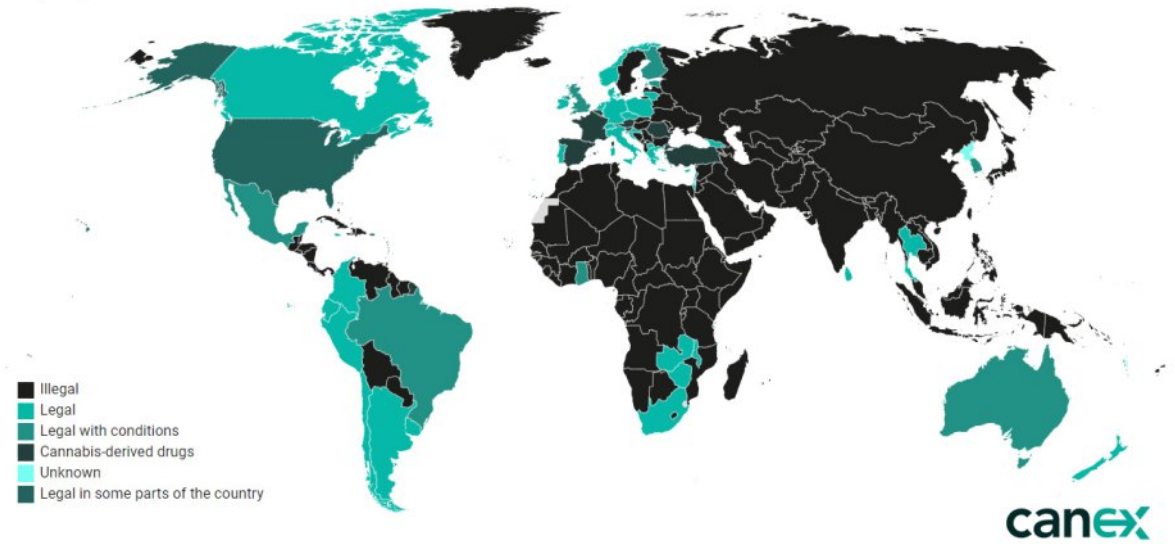 Illegal
Legal
Legal with conditions
Cannabis-derived drugs
Unknown
Legal in some parts of the country
canex